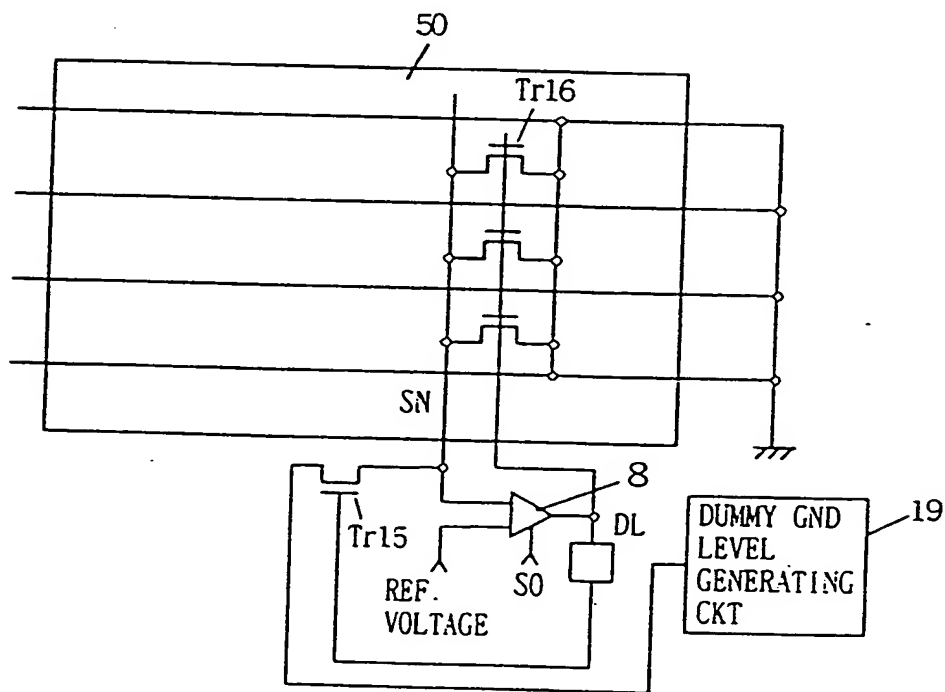 50
Tr16
SN
8
Tr15
DL
REF.
VOLTAGE
SO
DUMMY GND
LEVEL
GENERATING
CKT
19